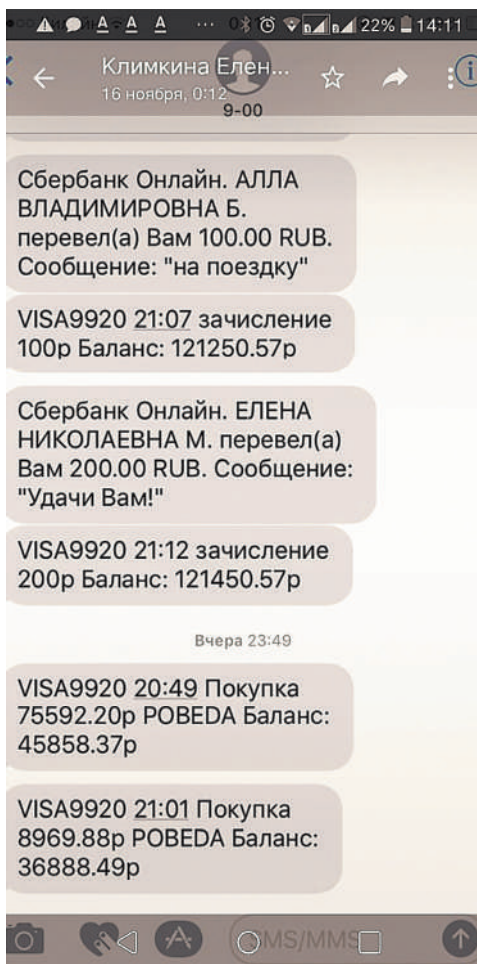 22% 14:11
Климкина Елен...
16 ноября, 0:12
9-00
Сбербанк Онлайн. АЛЛА
ВЛАДИМИРОВНА Б.
перевел(а) Вам 100.00 RUB.
Сообщение: "на поездку"
VISA9920 21:07 зачисление
100р Баланс: 121250.57р
Сбербанк Онлайн. ЕЛЕНА
НИКОЛАЕВНА М. перевел(а)
Вам 200.00 RUB. Сообщение:
"Удачи Вам!"
VISA9920 21:12 зачисление
200р Баланс: 121450.57р
Вчера 23:49
VISA9920 20:49 Покупка
75592.20р POBEDA Баланс:
45858.37р
VISA9920 21:01 Покупка
8969.88р POBEDA Баланс:
36888.49р
SMS/MMS